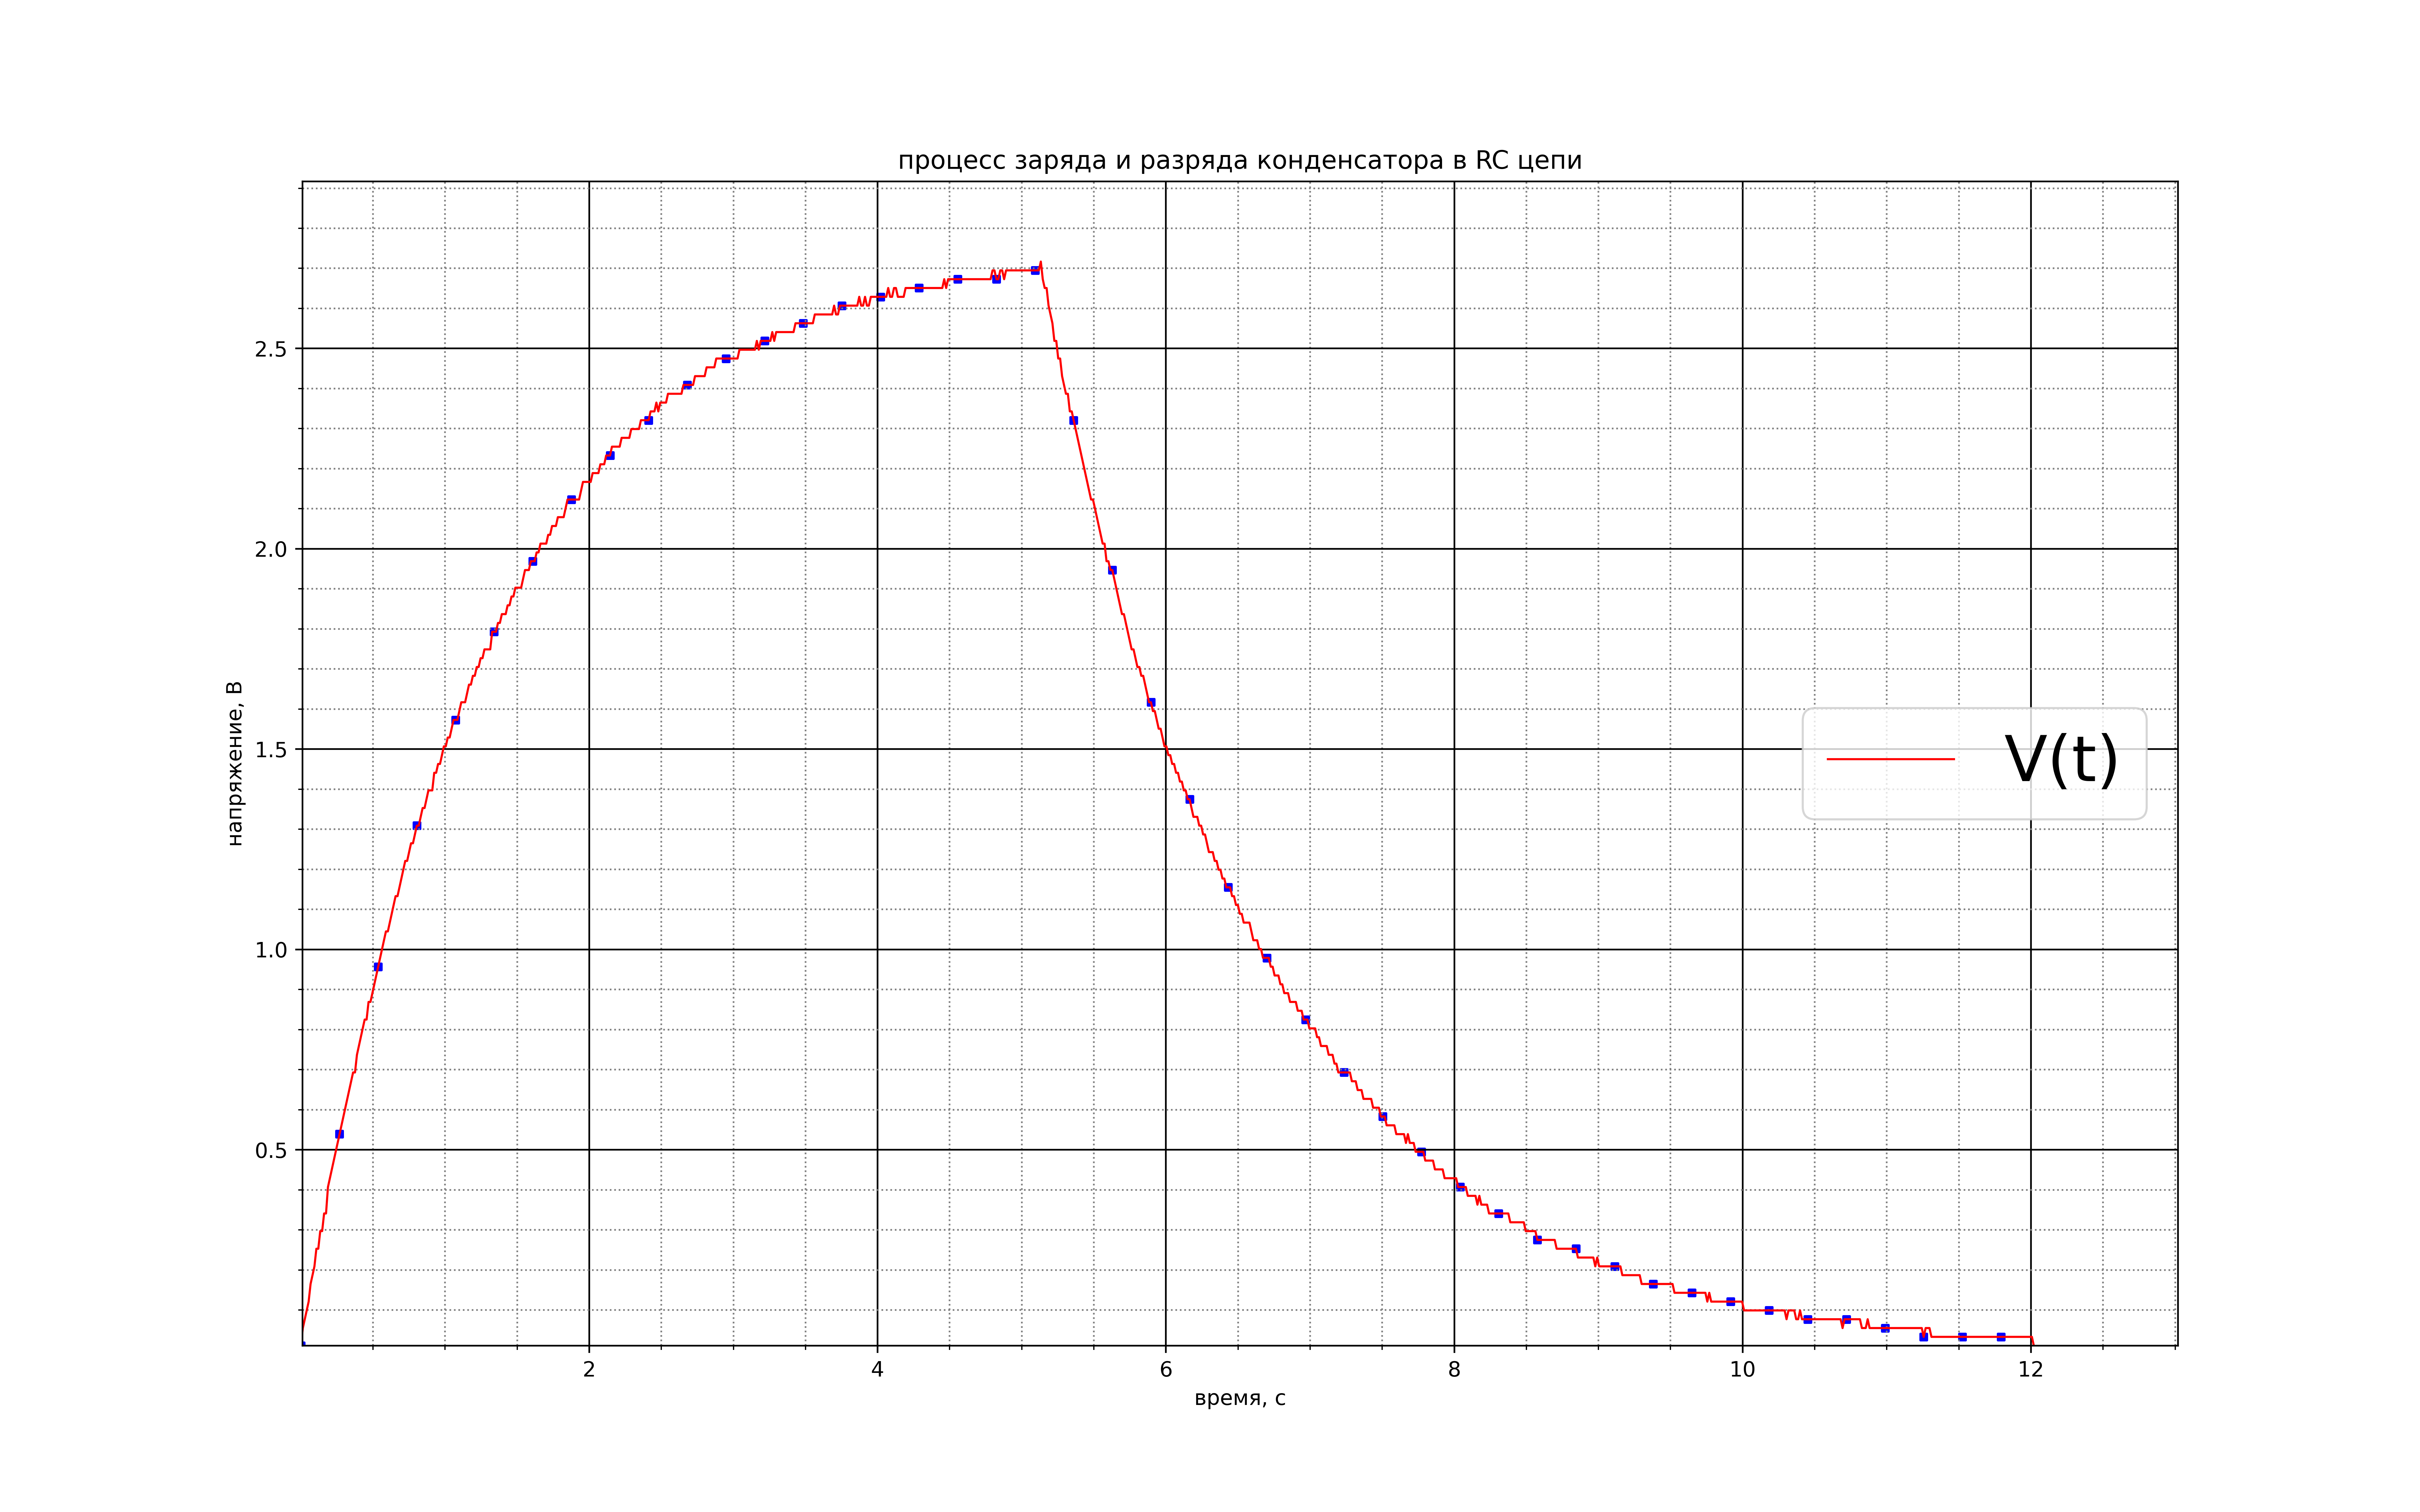 процесс заряда и разряда конденсатора в RC цепи
напряжение, В
2.5
2.0
1.5
1.0
0.5
V(t)
2 4 6 8 10 12
время, с